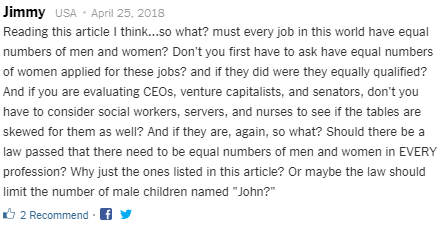 Jimmy USA · April 25, 2018
Reading this article I think...so what? must every job in this world have equal
numbers of men and women? Don't you first have to ask have equal numbers
of women applied for these jobs? and if they did were they equally qualified?
And if you are evaluating CEOs, venture capitalists, and senators, don't you
have to consider social workers, servers, and nurses to see if the tables are
skewed for them as well? And if they are, again, so what? Should there be a
law passed that there need to be equal numbers of men and women in EVERY
profession? Why just the ones listed in this article? Or maybe the law should
limit the number of male children named "John?"
2 Recommend ·